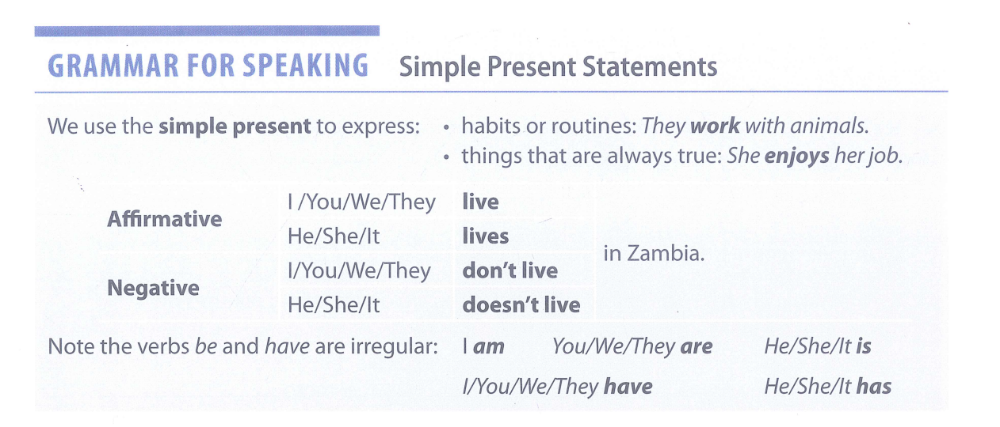 GRAMMAR FOR SPEAKING Simple Present Statements
We use the simple present to express: • habits or routines: They work with animals.
• things that are always true: She enjoys her job.
Affirmative I /You/We/They live
He/She/It lives
in Zambia.
Negative I/You/We/They don't live
He/She/It doesn't live
Note the verbs be and have are irregular: I am You/We/They are He/She/It is
I/You/We/They have He/She/It has